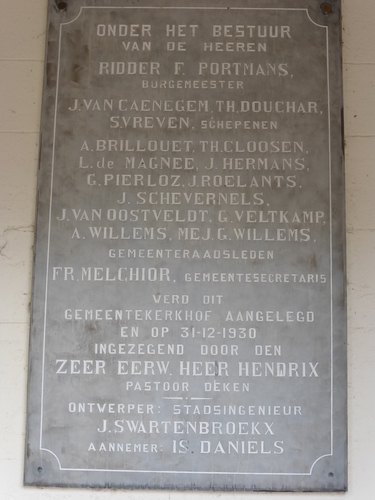 ONDER HET BESTUUR
VAN DE HEEREN
RIDDER F. PORTMANS,
BURGEMEESTER
J. VAN CAENEGEM, TH. DOUCHAR,
S. VREVEN, SCHEPENEN
A. BRILLOUET, TH. CLOOSEN,
L. de MAGNEE, J. HERMANS,
G. PIERLOZ, J. ROELANTS,
J. SCHEVERNELS,
J. VAN OOSTVELDT, G. VELTKAMP,
A. WILLEMS, MEJ. G. WILLEMS,
GEMEENTERAADSLEDEN
FR. MELCHIOR, GEMEENTESECRETARIS
WERD DIT
GEMEENTEKERKHOF AANGELEGD
EN OP 31-12-1930
INGEZEGEND DOOR DEN
ZEER EERW. HEER HENDRIX
PASTOOR DEKEN
ONTWERPER: STADSINGENIEUR
J. SWARTENBROEKX
AANNEMER: IS. DANIELS